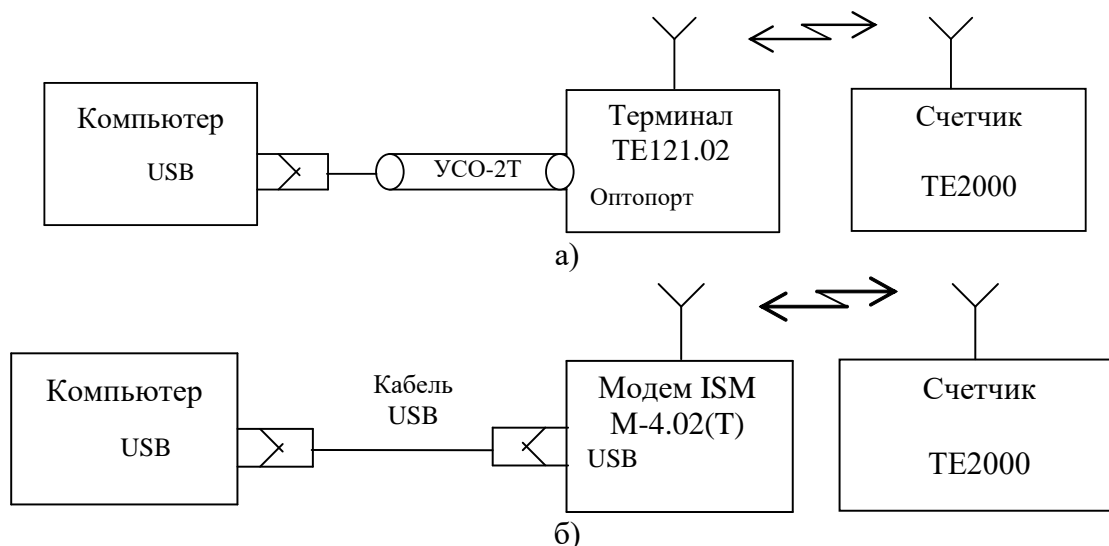 Компьютер
USB
УСО-2Т
Терминал
ТЕ121.02
Оптопорт
Счетчик
ТЕ2000
а)
Компьютер
USB
Кабель
USB
Модем ISM
М-4.02(Т)
USB
Счетчик
ТЕ2000
б)